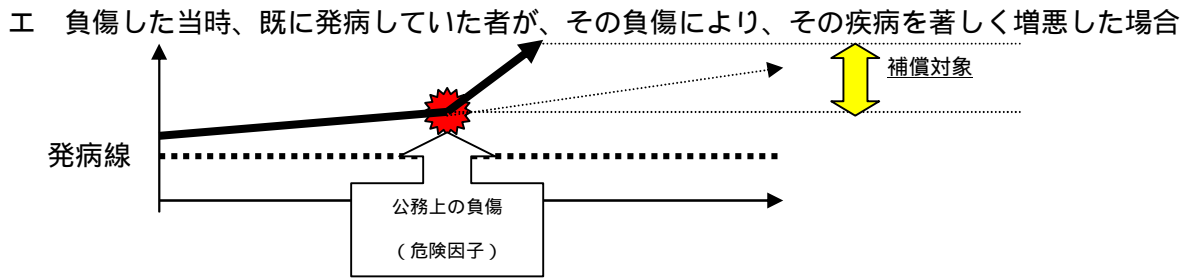 エ　負傷した当時、既に発病していた者が、その負傷により、その疾病を著しく増悪した場合
補償対象
発病線
公務上の負傷
（危険因子）